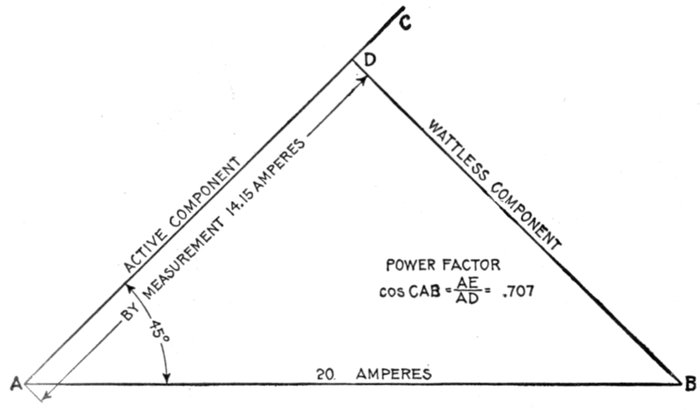 C
D
ACTIVE COMPONENT
BY MEASUREMENT 14.15 AMPERES
WATTLESS COMPONENT
POWER FACTOR
COS CAB = AE/AD = .707
45°
A
20 AMPERES
B